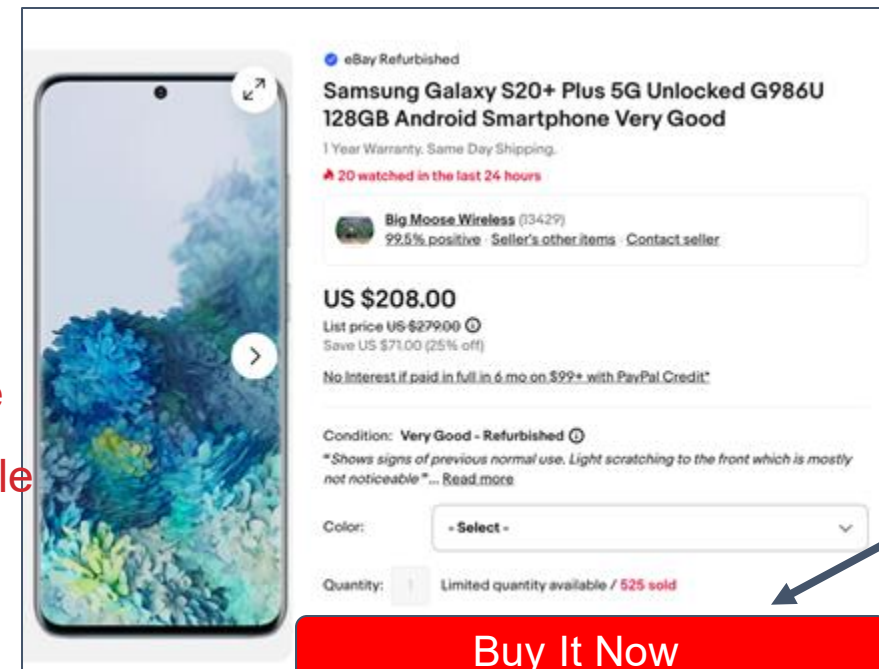 eBay Refurbished
Samsung Galaxy S20+ Plus 5G Unlocked G986U
128GB Android Smartphone Very Good
1 Year Warranty. Same Day Shipping.
20 watched in the last 24 hours
Big Moose Wireless (13429)
99.5% positive · Seller's other items · Contact seller
US $208.00
List price US $279.00
Save US $71.00 (25% off)
No Interest if paid in full in 6 mo on $99+ with PayPal Credit*
Condition: Very Good - Refurbished
"Shows signs of previous normal use. Light scratching to the front which is mostly
not noticeable "... Read more
Color: - Select -
Quantity: 1 Limited quantity available / 525 sold
Buy It Now